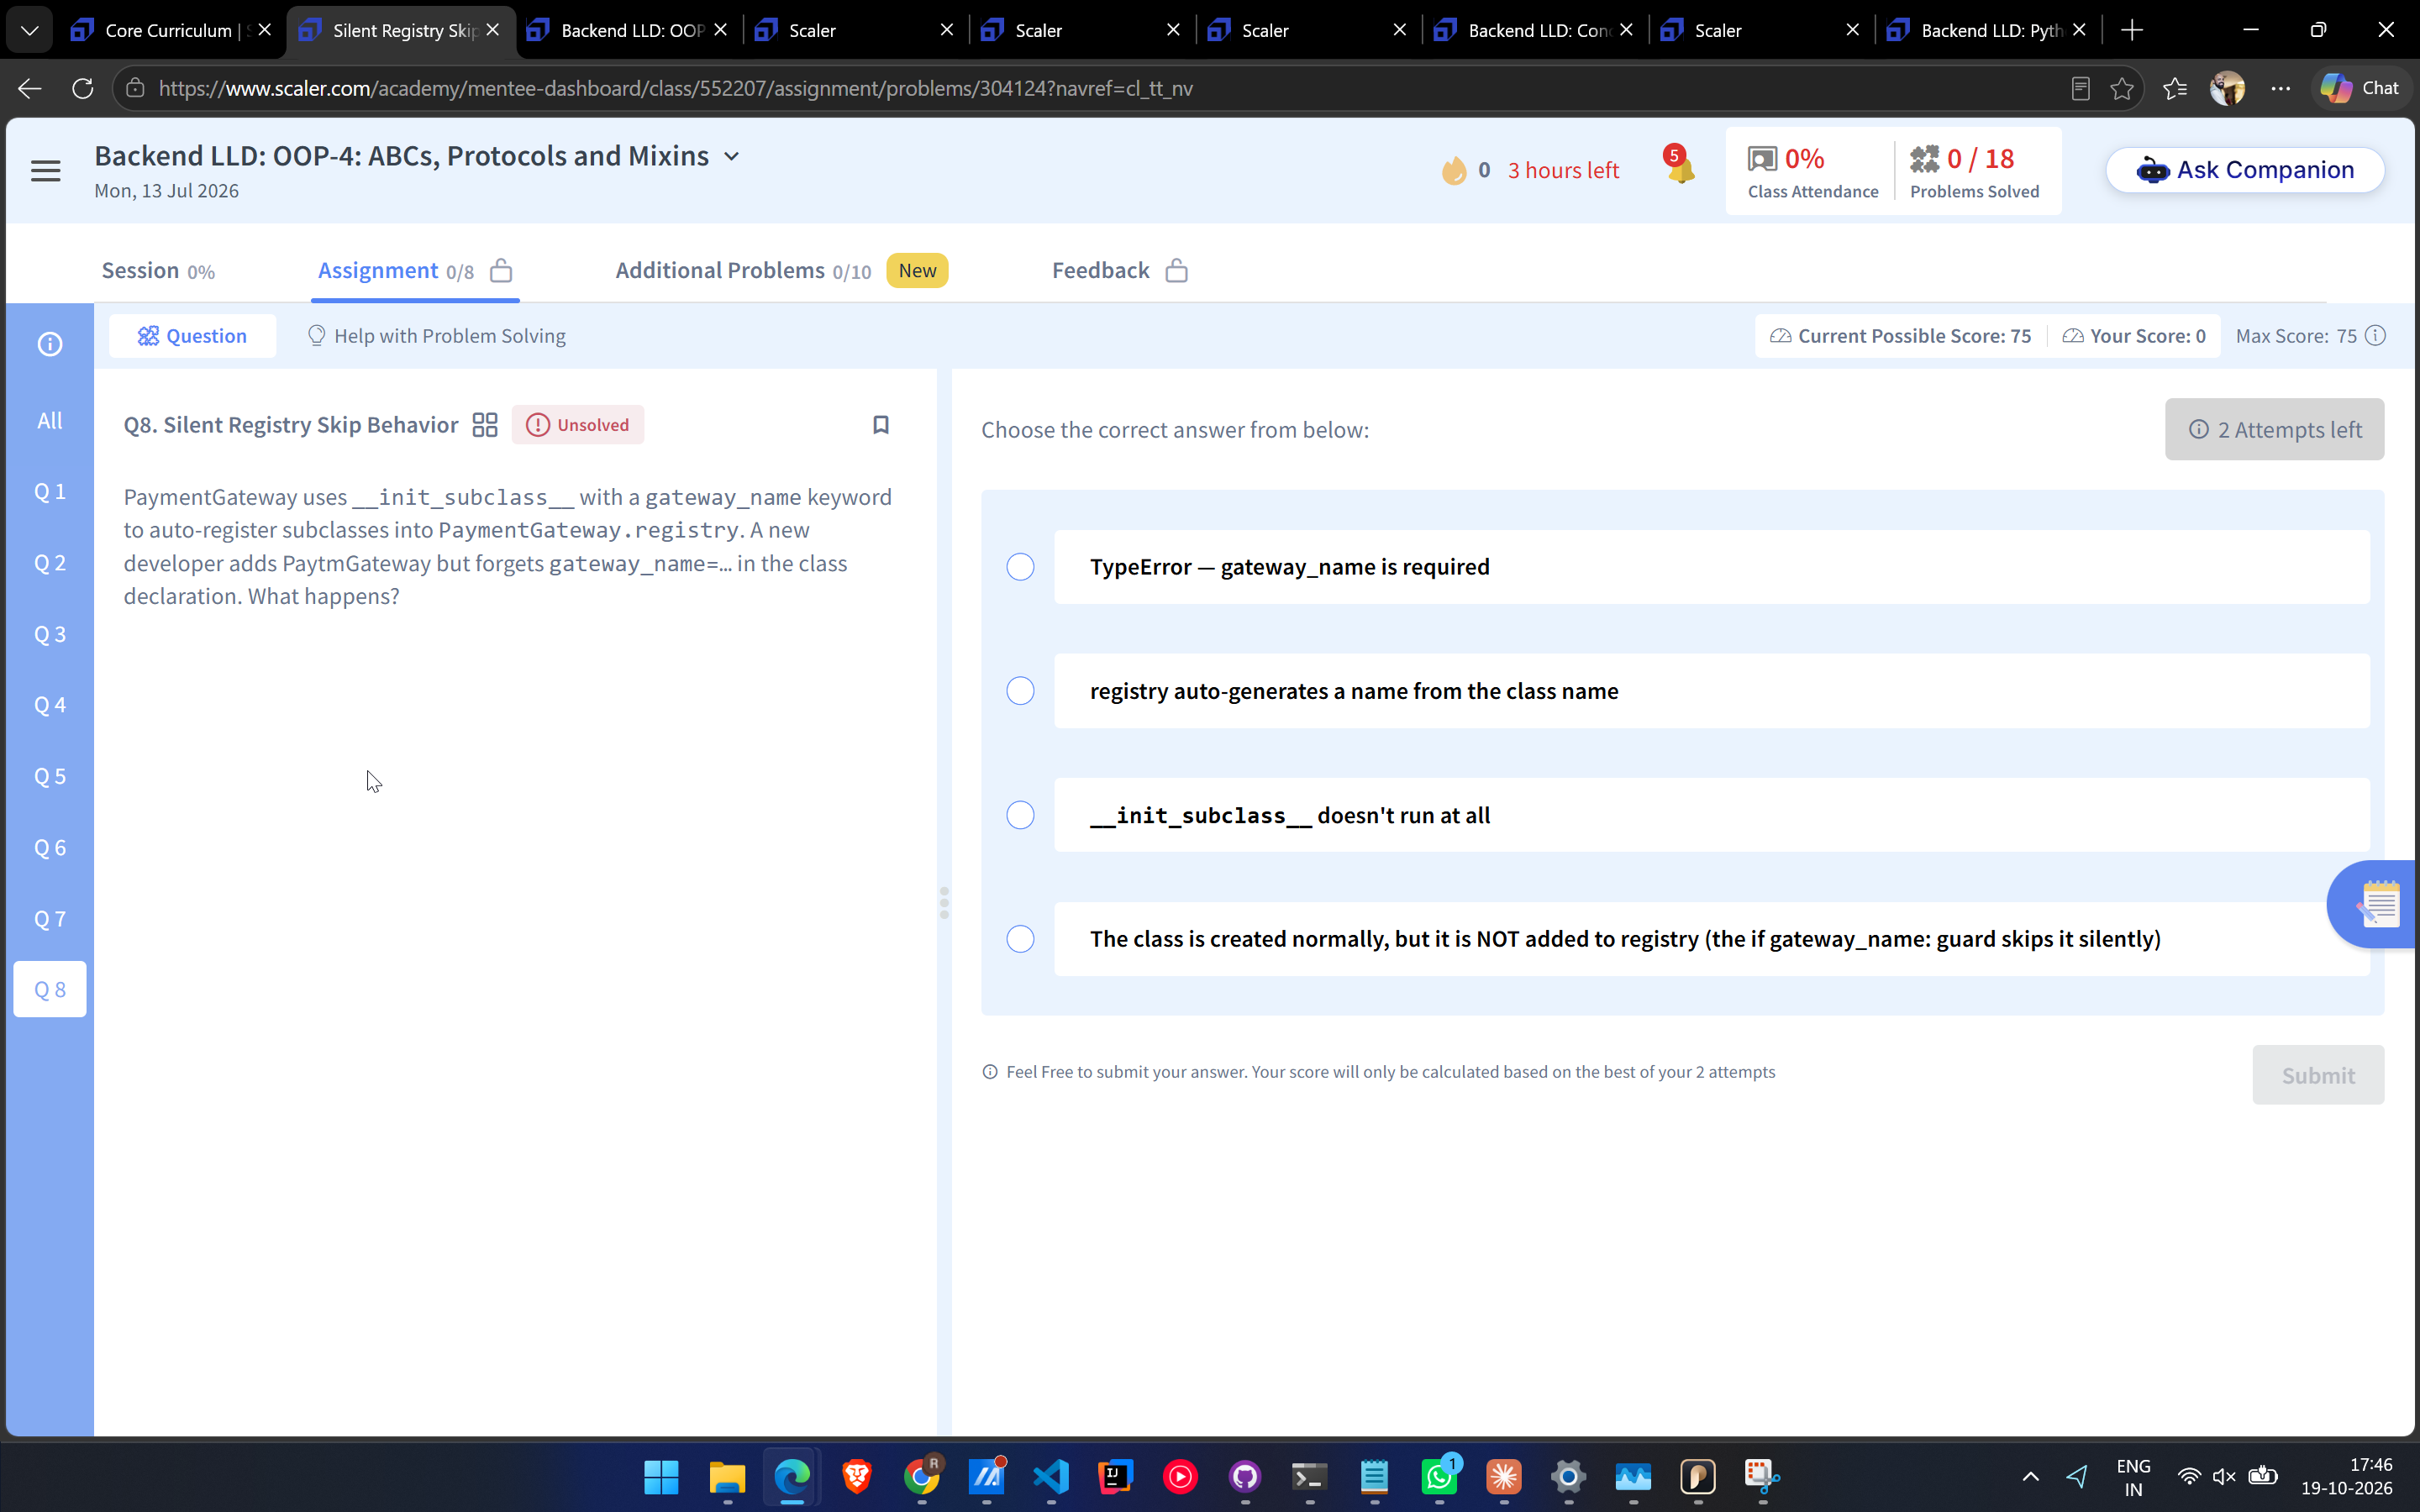 Core Curriculum |
Silent Registry Skip
Backend LLD: OOP
Scaler
Scaler
Scaler
Backend LLD: Con
Scaler
Backend LLD: Pyth
https://www.scaler.com/academy/mentee-dashboard/class/552207/assignment/problems/304124?navref=cl_tt_nv
Chat
Backend LLD: OOP-4: ABCs, Protocols and Mixins
Mon, 13 Jul 2026
0
3 hours left
5
0%
Class Attendance
0 / 18
Problems Solved
Ask Companion
Session 0%
Assignment 0/8
Additional Problems 0/10
New
Feedback
Question
Help with Problem Solving
Current Possible Score: 75
Your Score: 0
Max Score: 75
All
Q 1
Q 2
Q 3
Q 4
Q 5
Q 6
Q 7
Q 8
Q8. Silent Registry Skip Behavior
Unsolved
PaymentGateway uses __init_subclass__ with a gateway_name keyword
to auto-register subclasses into PaymentGateway.registry. A new
developer adds PaytmGateway but forgets gateway_name=… in the class
declaration. What happens?
Choose the correct answer from below:
2 Attempts left
TypeError — gateway_name is required
registry auto-generates a name from the class name
__init_subclass__ doesn't run at all
The class is created normally, but it is NOT added to registry (the if gateway_name: guard skips it silently)
Feel Free to submit your answer. Your score will only be calculated based on the best of your 2 attempts
Submit
R
IJ
1
ENG
IN
17:46
19-10-2026